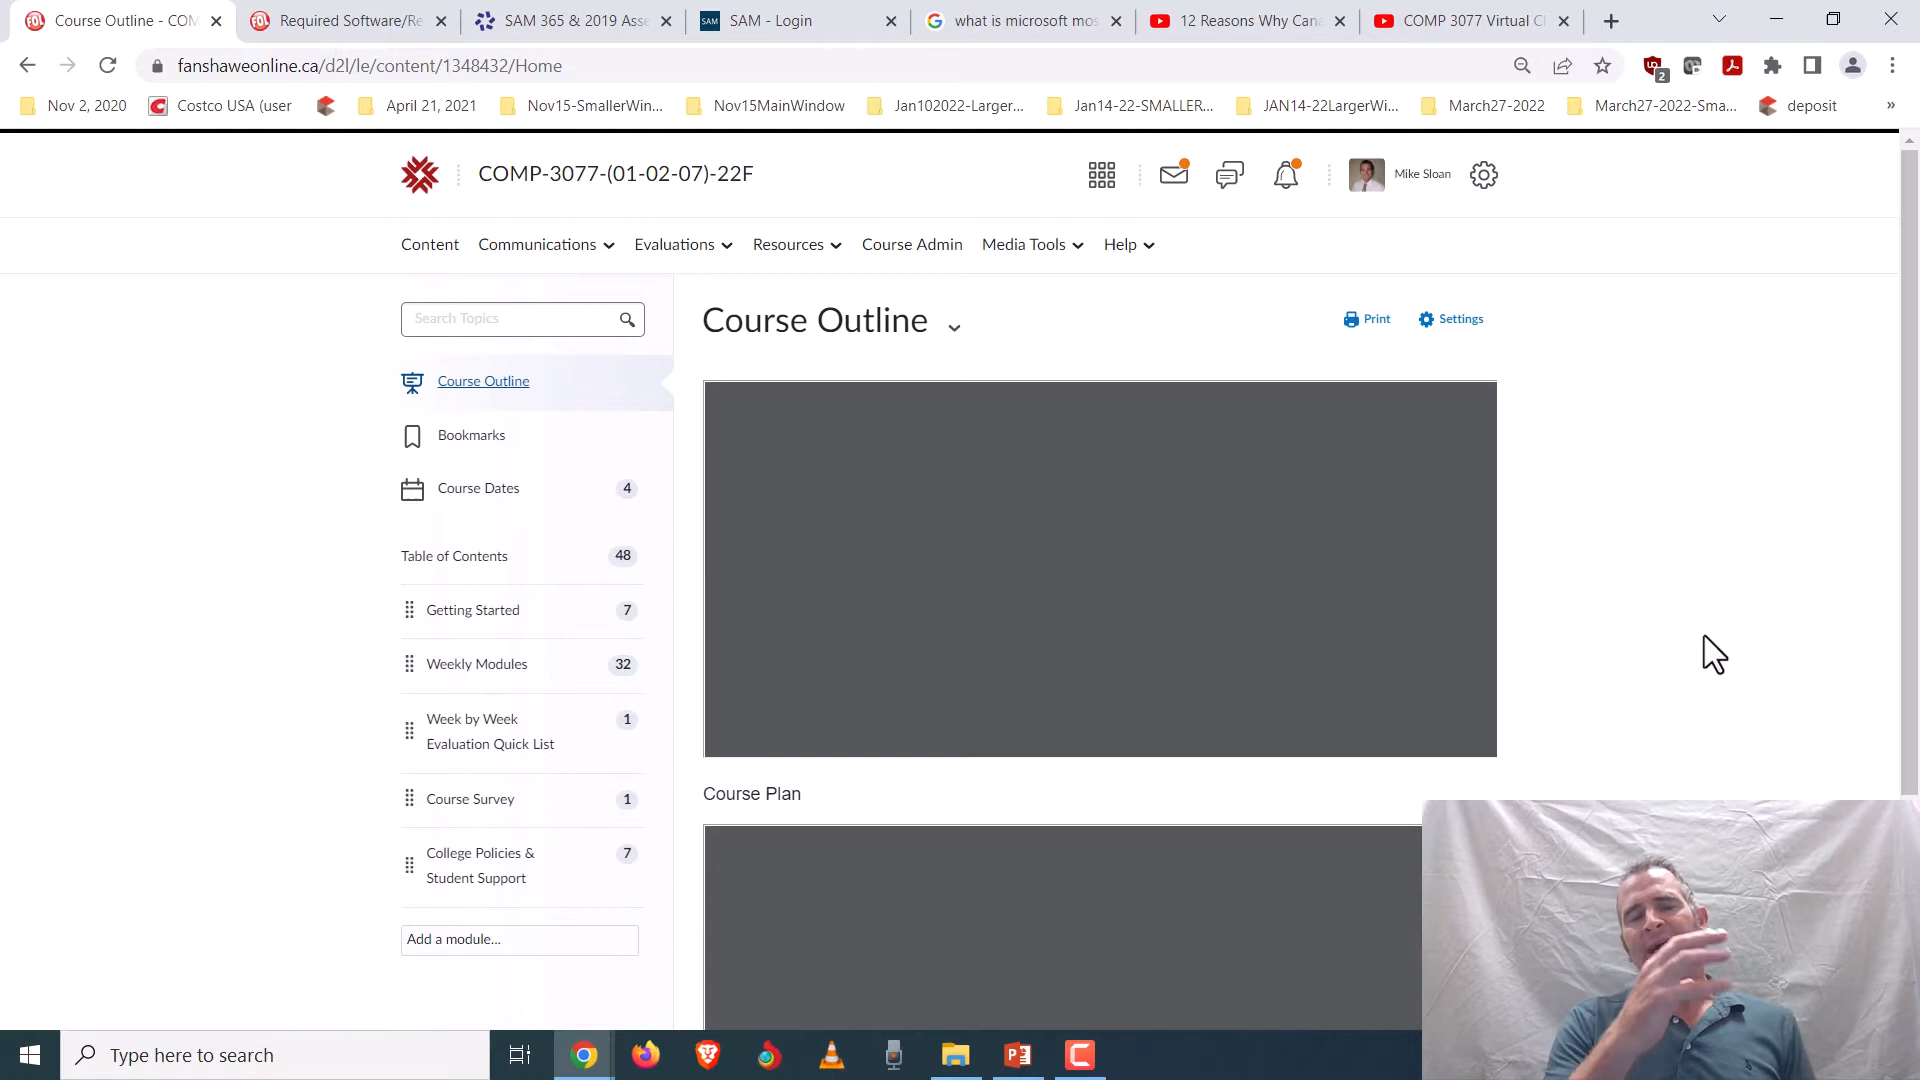 Course Outline - COM
Required Software/Re
SAM 365 & 2019 Asse
SAM
SAM - Login
what is microsoft mos
12 Reasons Why Cana
COMP 3077 Virtual Cl
fanshaweonline.ca/d2l/le/content/1348432/Home
2
Nov 2, 2020
Costco USA (user
April 21, 2021
Nov15-SmallerWin...
Nov15MainWindow
Jan102022-Larger...
Jan14-22-SMALLER...
JAN14-22LargerWi...
March27-2022
March27-2022-Sma...
deposit
»
COMP-3077-(01-02-07)-22F
Mike Sloan
Content
Communications
Evaluations
Resources
Course Admin
Media Tools
Help
Search Topics
Course Outline
Bookmarks
Course Dates 4
Table of Contents 48
Getting Started 7
Weekly Modules 32
Week by Week 1
Evaluation Quick List
Course Survey 1
College Policies & 7
Student Support
Add a module...
Course Outline
Print
Settings
Course Plan
Type here to search